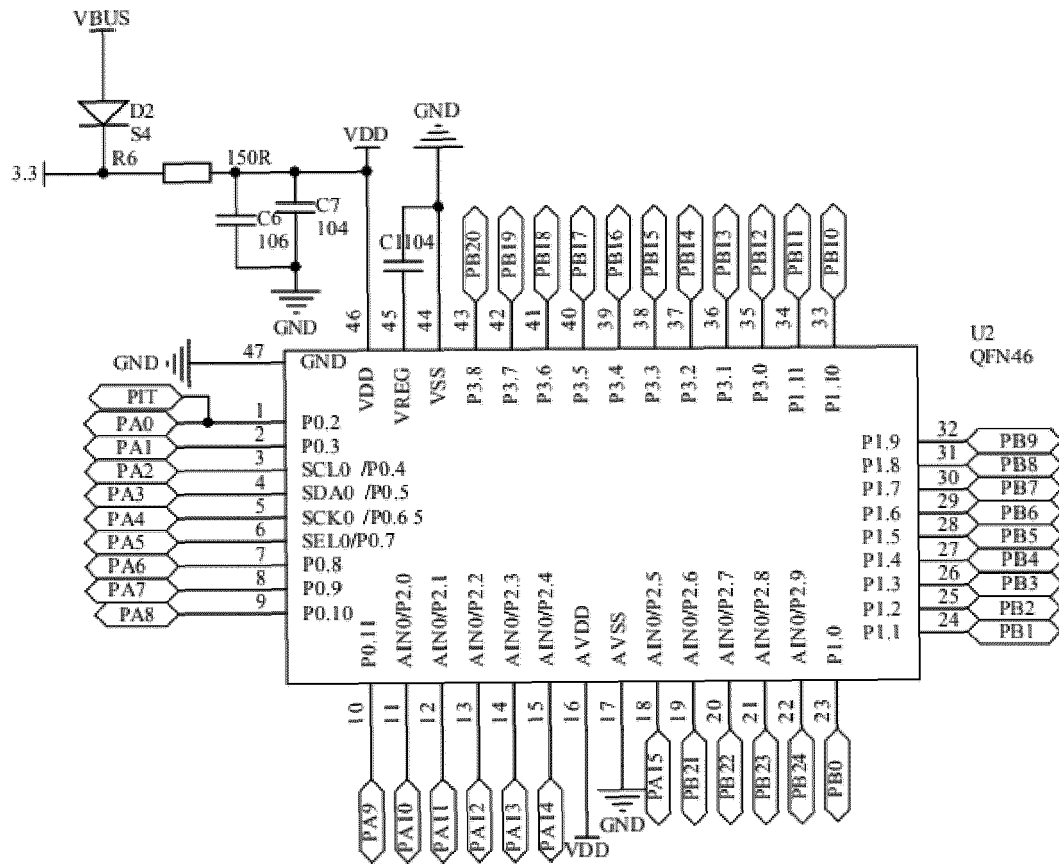 VBUS
D2
S4
3.3
R6
150R
VDD
GND
C6
106
C7
104
GND
C1104
PB20
PB19
PB18
PB17
PB16
PB15
PB14
PB13
PB12
PB11
PB10
46
45
44
43
42
41
40
39
38
37
36
35
34
33
U2
QFN46
GND
47
GND
VDD
VREG
VSS
P3.8
P3.7
P3.6
P3.5
P3.4
P3.3
P3.2
P3.1
P3.0
P1.11
P1.10
PIT
PA0
1
P0.2
PA1
2
P0.3
PA2
3
SCL0 /P0.4
PA3
4
SDA0 /P0.5
PA4
5
SCK0 /P0.6 5
PA5
6
SEL0/P0.7
PA6
7
P0.8
PA7
8
P0.9
PA8
9
P0.10
P1.9
32
PB9
P1.8
31
PB8
P1.7
30
PB7
P1.6
29
PB6
P1.5
28
PB5
P1.4
27
PB4
P1.3
26
PB3
P1.2
25
PB2
P1.1
24
PB1
P0.11
AIN0/P2.0
AIN0/P2.1
AIN0/P2.2
AIN0/P2.3
AIN0/P2.4
AVDD
AVSS
AIN0/P2.5
AIN0/P2.6
AIN0/P2.7
AIN0/P2.8
AIN0/P2.9
P1.0
10
11
12
13
14
15
16
17
18
19
20
21
22
23
PA9
PA10
PA11
PA12
PA13
PA14
VDD
GND
PA15
PB21
PB22
PB23
PB24
PB0